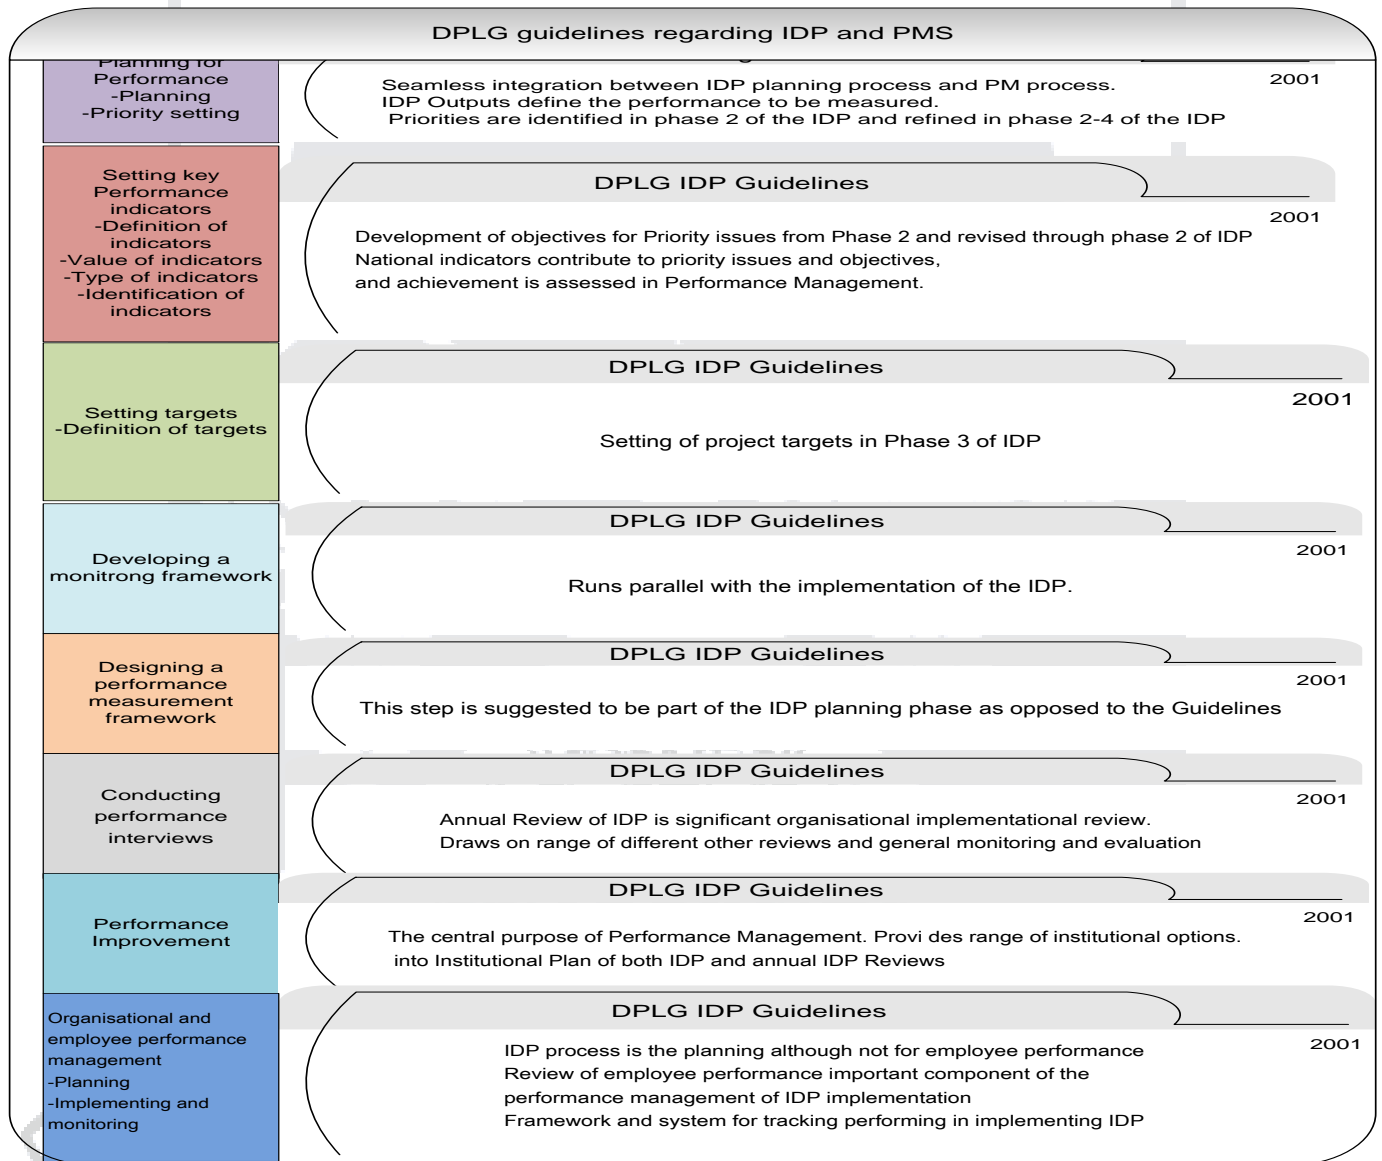 DPLG guidelines regarding IDP and PMS
Planning for
Performance
-Planning
-Priority setting
2001
Seamless integration between IDP planning process and PM process.
IDP Outputs define the performance to be measured.
Priorities are identified in phase 2 of the IDP and refined in phase 2-4 of the IDP
Setting key
Performance
indicators
-Definition of
indicators
-Value of indicators
-Type of indicators
-Identification of
indicators
DPLG IDP Guidelines
2001
Development of objectives for Priority issues from Phase 2 and revised through phase 2 of IDP
National indicators contribute to priority issues and objectives,
and achievement is assessed in Performance Management.
Setting targets
-Definition of targets
DPLG IDP Guidelines
2001
Setting of project targets in Phase 3 of IDP
Developing a
monitrong framework
DPLG IDP Guidelines
2001
Runs parallel with the implementation of the IDP.
Designing a
performance
measurement
framework
DPLG IDP Guidelines
2001
This step is suggested to be part of the IDP planning phase as opposed to the Guidelines
Conducting
performance
interviews
DPLG IDP Guidelines
2001
Annual Review of IDP is significant organisational implementational review.
Draws on range of different other reviews and general monitoring and evaluation
Performance
Improvement
DPLG IDP Guidelines
2001
The central purpose of Performance Management. Provi des range of institutional options.
into Institutional Plan of both IDP and annual IDP Reviews
Organisational and
employee performance
management
-Planning
-Implementing and
monitoring
DPLG IDP Guidelines
2001
IDP process is the planning although not for employee performance
Review of employee performance important component of the
performance management of IDP implementation
Framework and system for tracking performing in implementing IDP